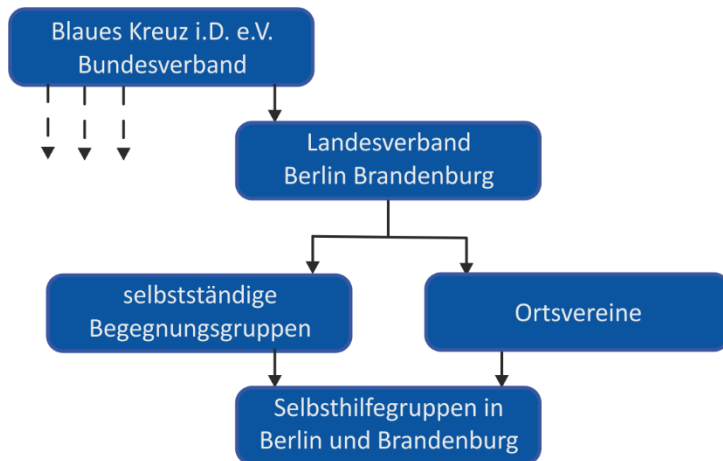 Blaues Kreuz i.D. e.V.
Bundesverband
Landesverband
Berlin Brandenburg
selbstständige
Begegnungsgruppen
Ortsvereine
Selbsthilfegruppen in
Berlin und Brandenburg